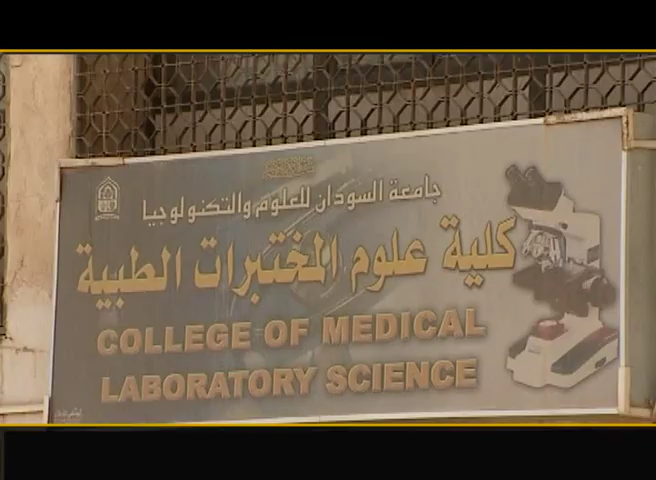 جامعة السودان للعلوم والتكنولوجيا
كلية علوم المختبرات الطبية
COLLEGE OF MEDICAL
LABORATORY SCIENCE